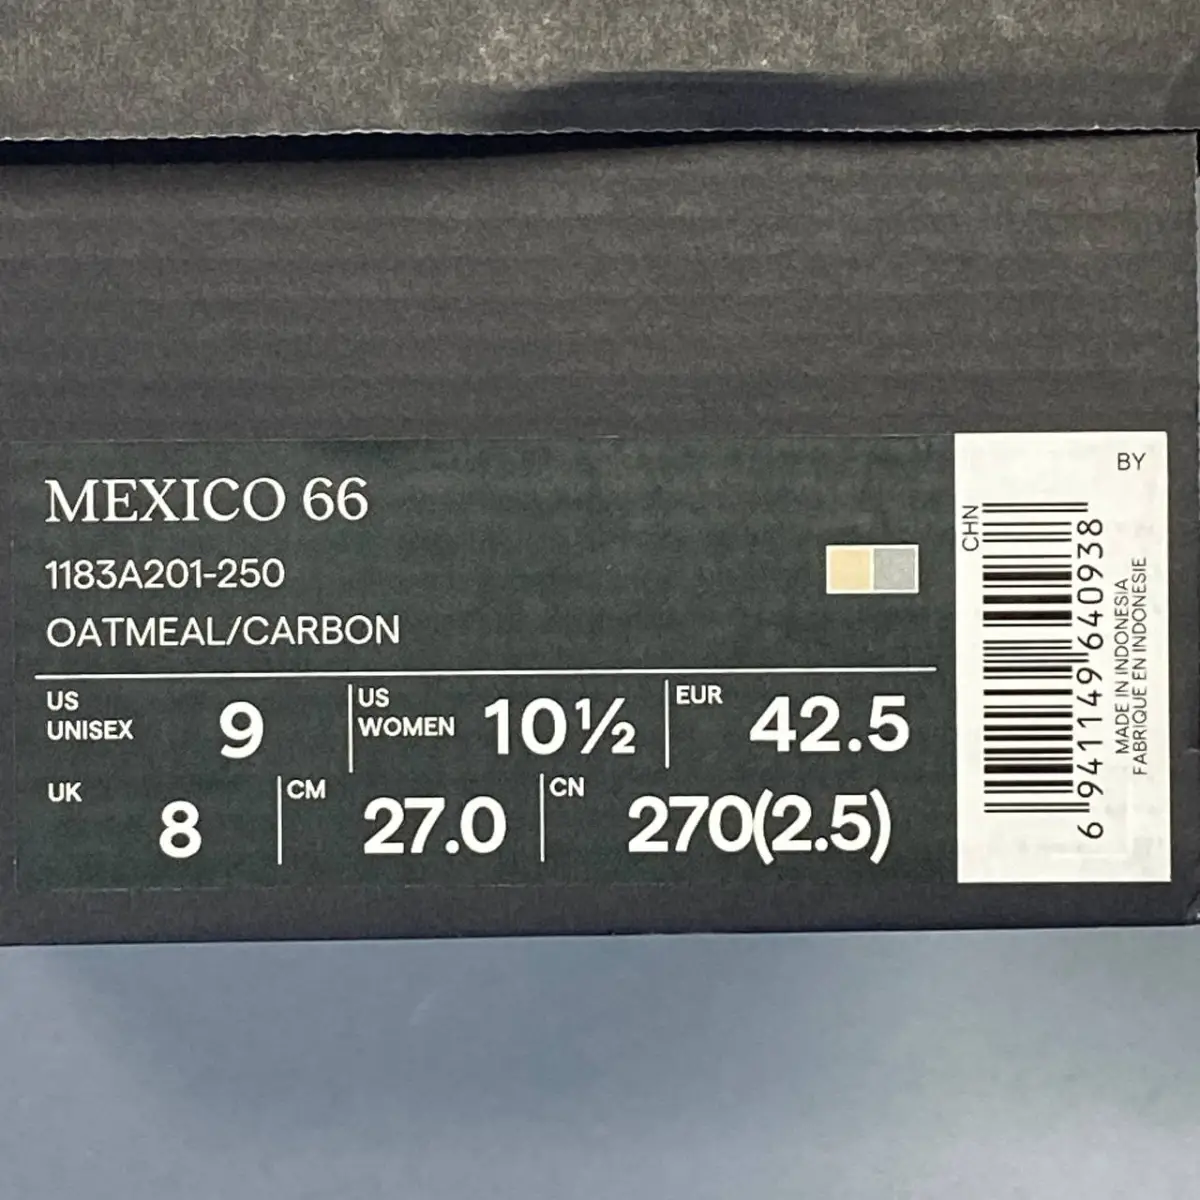 MEXICO 66
1183A201-250
OATMEAL/CARBON
US UNISEX 9
US WOMEN 10½
EUR 42.5
UK 8
CM 27.0
CN 270(2.5)
BY
CHN
6 941149 640938
MADE IN INDONESIA
FABRIQUE EN INDONESIE